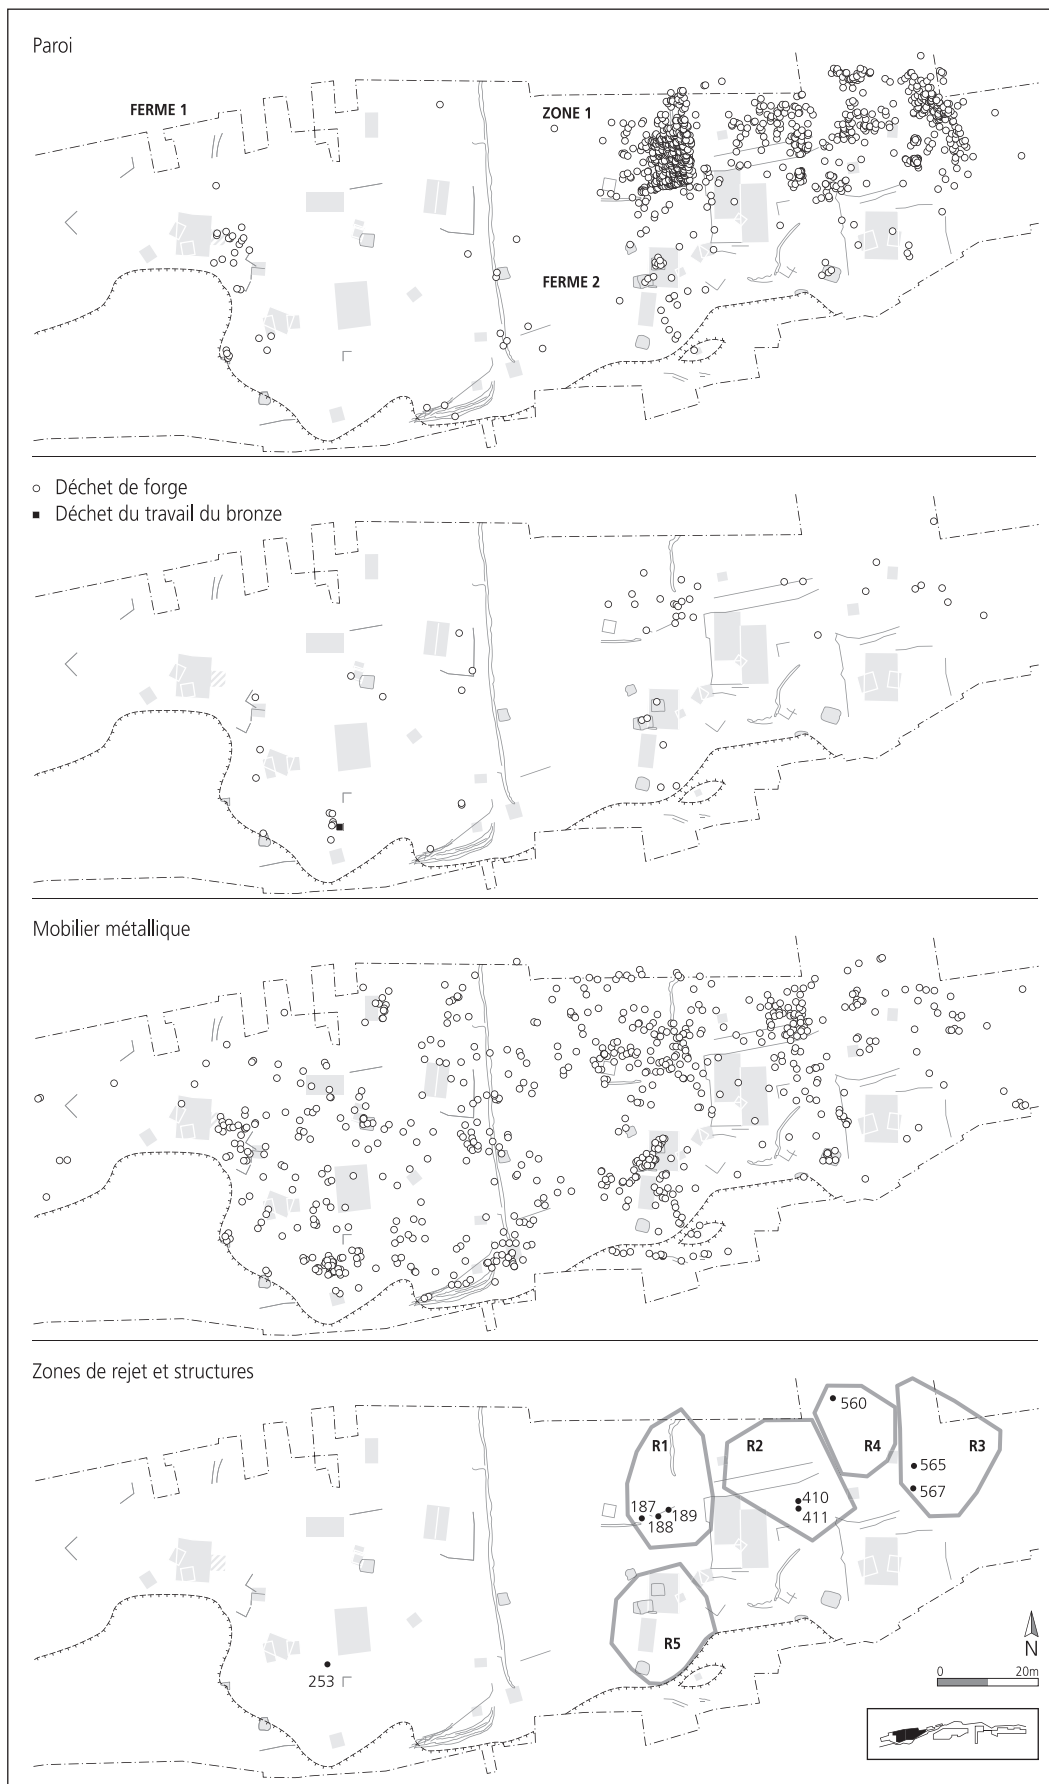 Paroi
FERME 1
ZONE 1
FERME 2
Déchet de forge
Déchet du travail du bronze
Mobilier métallique
Zones de rejet et structures
560
R1
R2
R4
R3
565
567
187
188
189
410
411
R5
253
N
0 20m